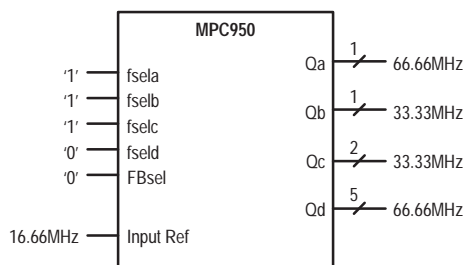 MPC950
'1' fsela
'1' fselb
'1' fselc
'0' fseld
'0' FBsel
16.66MHz Input Ref
Qa 1 66.66MHz
Qb 1 33.33MHz
Qc 2 33.33MHz
Qd 5 66.66MHz